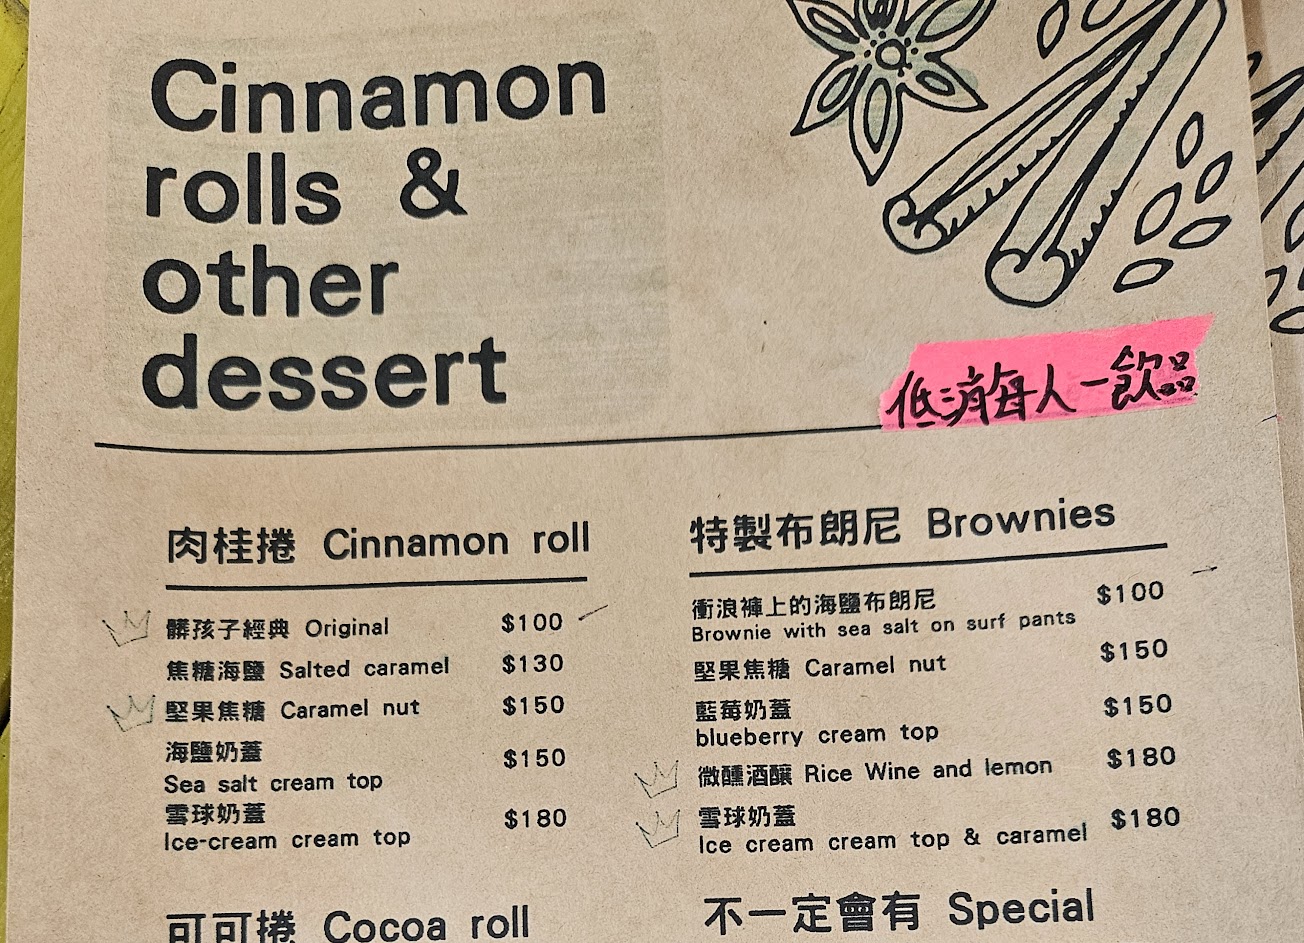 Cinnamon
rolls &
other
dessert
低消每人一飲品
肉桂捲 Cinnamon roll
髒孩子經典 Original $100
焦糖海鹽 Salted caramel $130
堅果焦糖 Caramel nut $150
海鹽奶蓋
Sea salt cream top $150
雪球奶蓋
Ice-cream cream top $180
可可捲 Cocoa roll
特製布朗尼 Brownies
衝浪褲上的海鹽布朗尼 $100
Brownie with sea salt on surf pants
堅果焦糖 Caramel nut $150
藍莓奶蓋 $150
blueberry cream top
微醺酒釀 Rice Wine and lemon $180
雪球奶蓋 $180
Ice cream cream top & caramel
不一定會有 Special